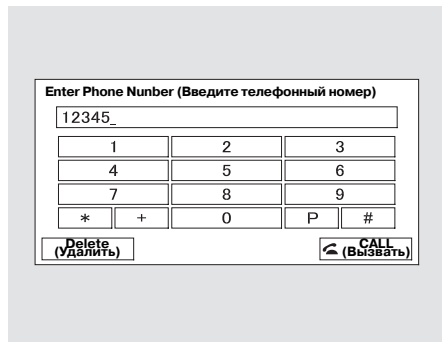 Enter Phone Nunber (Введите телефонный номер)
12345_
1 2 3
4 5 6
7 8 9
* + 0 P #
Delete CALL
(Удалить) (Вызвать)